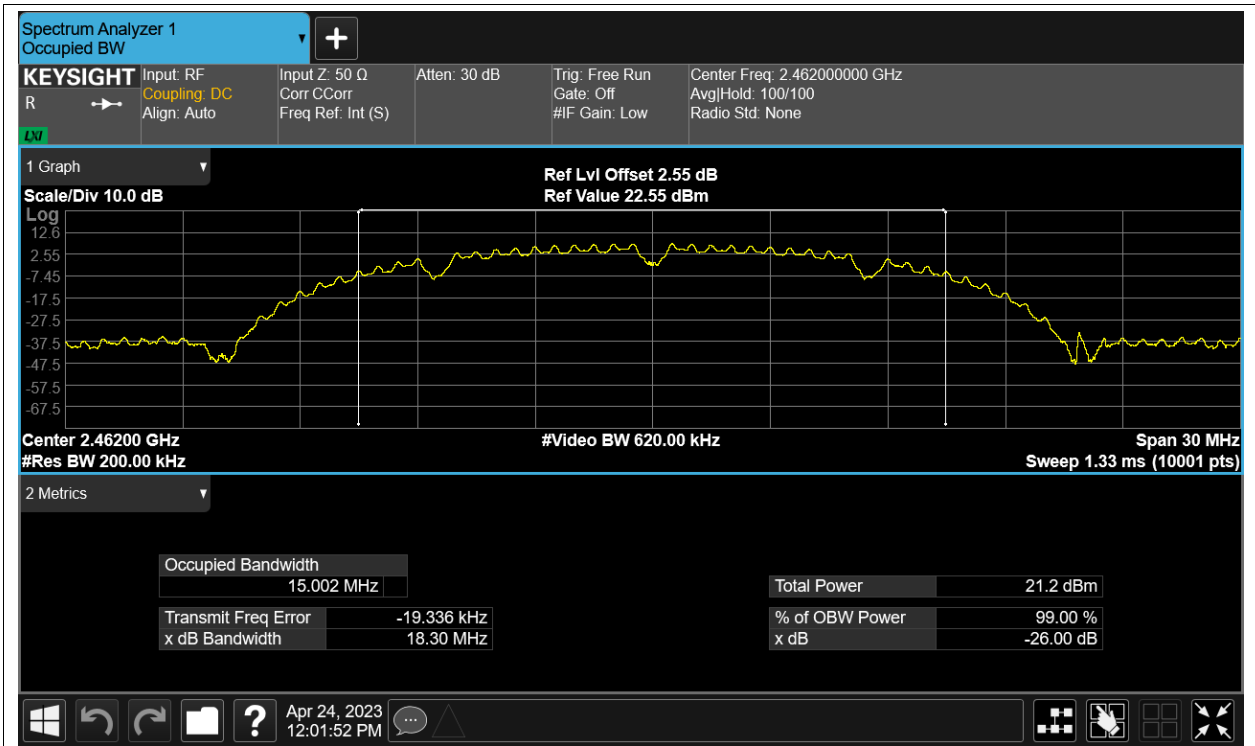 Spectrum Analyzer 1
Occupied BW
KEYSIGHT
R
LXI
Input: RF
Coupling: DC
Align: Auto
Input Z: 50 Ω
Corr CCorr
Freq Ref: Int (S)
Atten: 30 dB
Trig: Free Run
Gate: Off
#IF Gain: Low
Center Freq: 2.462000000 GHz
Avg|Hold: 100/100
Radio Std: None
1 Graph
Scale/Div 10.0 dB
Ref Lvl Offset 2.55 dB
Ref Value 22.55 dBm
Log
12.6
2.55
-7.45
-17.5
-27.5
-37.5
-47.5
-57.5
-67.5
Center 2.46200 GHz
#Res BW 200.00 kHz
#Video BW 620.00 kHz
Span 30 MHz
Sweep 1.33 ms (10001 pts)
2 Metrics
Occupied Bandwidth
15.002 MHz
Transmit Freq Error -19.336 kHz
x dB Bandwidth 18.30 MHz
Total Power 21.2 dBm
% of OBW Power 99.00 %
x dB -26.00 dB
?
Apr 24, 2023
12:01:52 PM